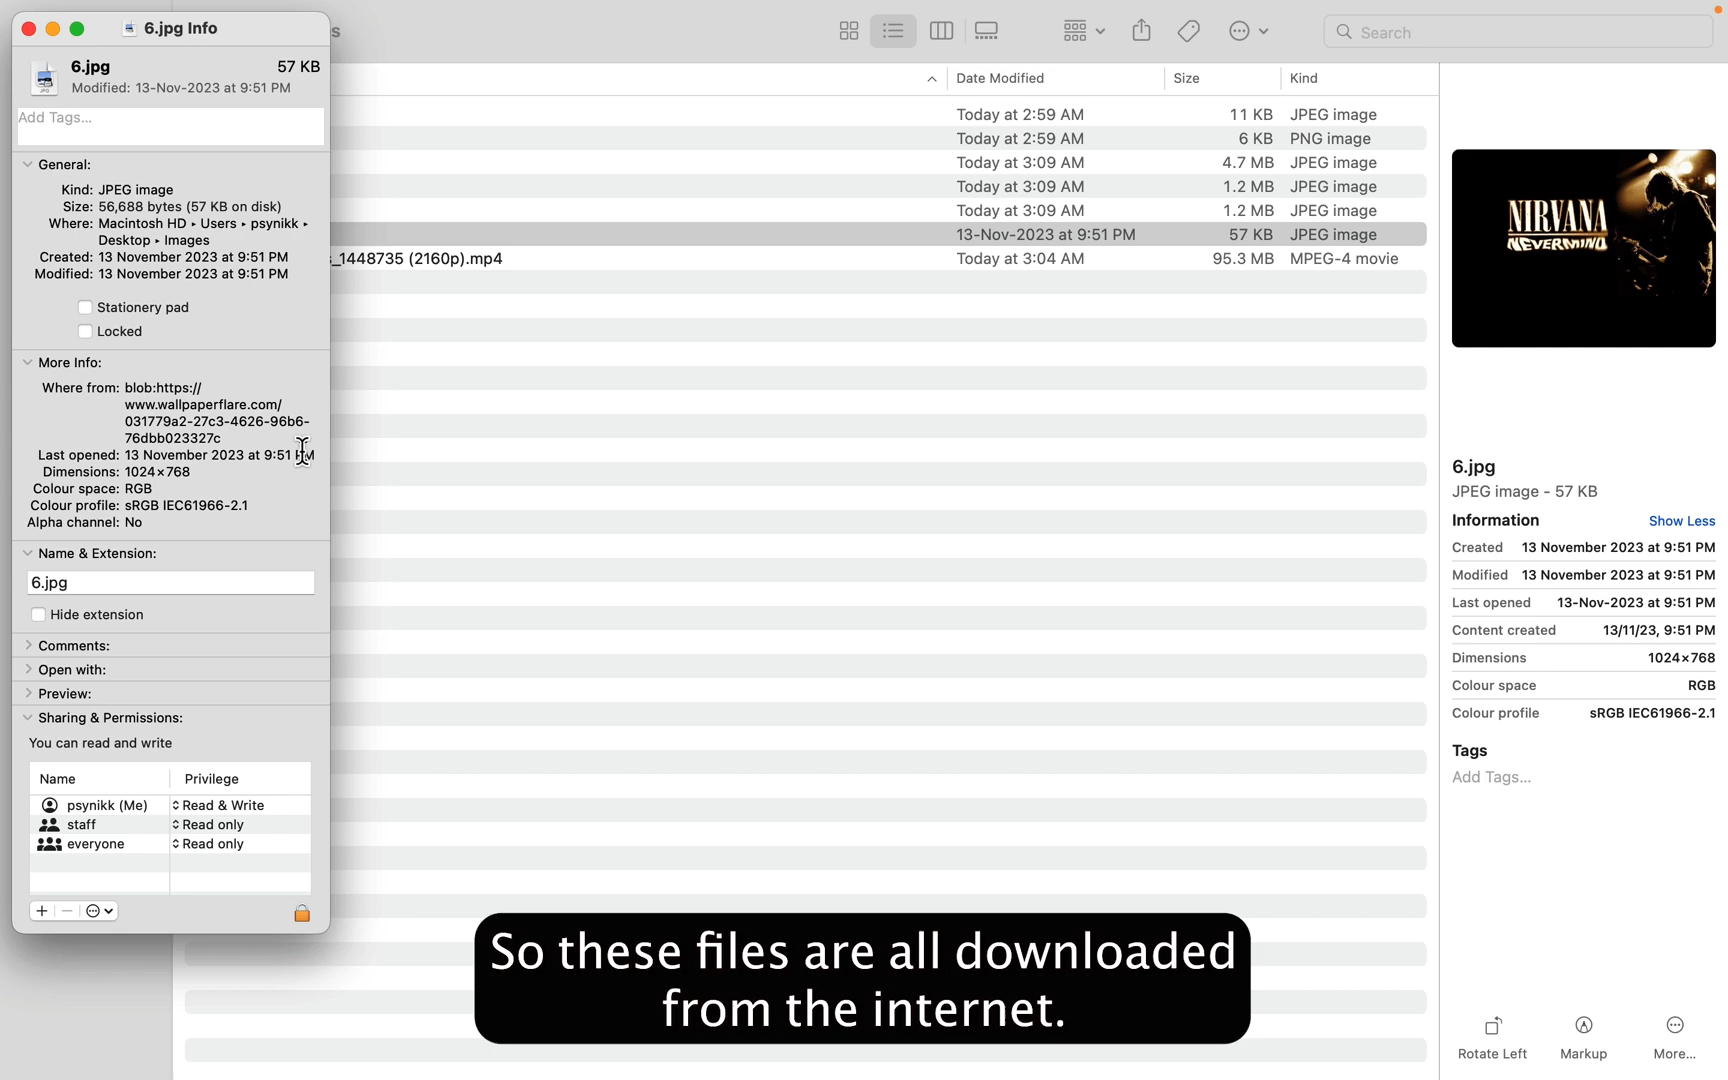 6.jpg Info
6.jpg 57 KB
Modified: 13-Nov-2023 at 9:51 PM
Add Tags...
General:
Kind: JPEG image
Size: 56,688 bytes (57 KB on disk)
Where: Macintosh HD ▸ Users ▸ psynikk ▸
Desktop ▸ Images
Created: 13 November 2023 at 9:51 PM
Modified: 13 November 2023 at 9:51 PM
Stationery pad
Locked
More Info:
Where from: blob:https://
www.wallpaperflare.com/
031779a2-27c3-4626-96b6-
76dbb023327c
Last opened: 13 November 2023 at 9:51 PM
Dimensions: 1024×768
Colour space: RGB
Colour profile: sRGB IEC61966-2.1
Alpha channel: No
Name & Extension:
6.jpg
Hide extension
Comments:
Open with:
Preview:
Sharing & Permissions:
You can read and write
Name Privilege
psynikk (Me) Read & Write
staff Read only
everyone Read only
s
Search
Date Modified Size Kind
Today at 2:59 AM 11 KB JPEG image
Today at 2:59 AM 6 KB PNG image
Today at 3:09 AM 4.7 MB JPEG image
Today at 3:09 AM 1.2 MB JPEG image
Today at 3:09 AM 1.2 MB JPEG image
13-Nov-2023 at 9:51 PM 57 KB JPEG image
s_1448735 (2160p).mp4 Today at 3:04 AM 95.3 MB MPEG-4 movie
NIRVANA
NEVERMIND
6.jpg
JPEG image - 57 KB
Information Show Less
Created 13 November 2023 at 9:51 PM
Modified 13 November 2023 at 9:51 PM
Last opened 13-Nov-2023 at 9:51 PM
Content created 13/11/23, 9:51 PM
Dimensions 1024×768
Colour space RGB
Colour profile sRGB IEC61966-2.1
Tags
Add Tags...
Rotate Left Markup More...
So these files are all downloaded
from the internet.